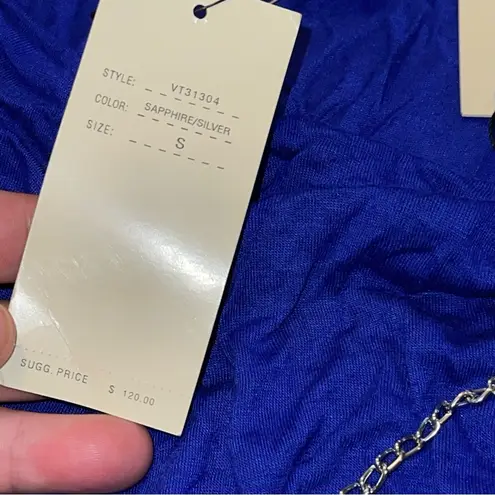 STYLE: VT31304
COLOR: SAPPHIRE/SILVER
SIZE: S
SUGG. PRICE $ 120.00